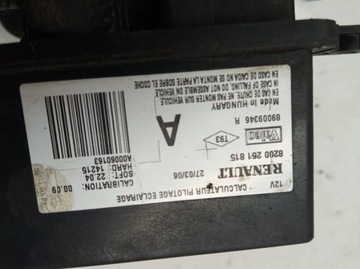 12V CALCULATEUR PILOTAGE ECLAIRAGE
RENAULT 27/03/06
CALIBRATION: 00.09
SOFT: 22.04
HARD: 14215
A00080163
8200 261 815
Valeo T93
89009346 R
A
Made in HUNGARY
EN CAS DE CHUTE NE PAS MONTER SUR VEHICULE
IN CASE OF FALLING, DO NOT ASSEMBLE ON VEHICLE
EN CASO DE CAIDA NO SE MONTA LA PARTE SOBRE EL COCHE